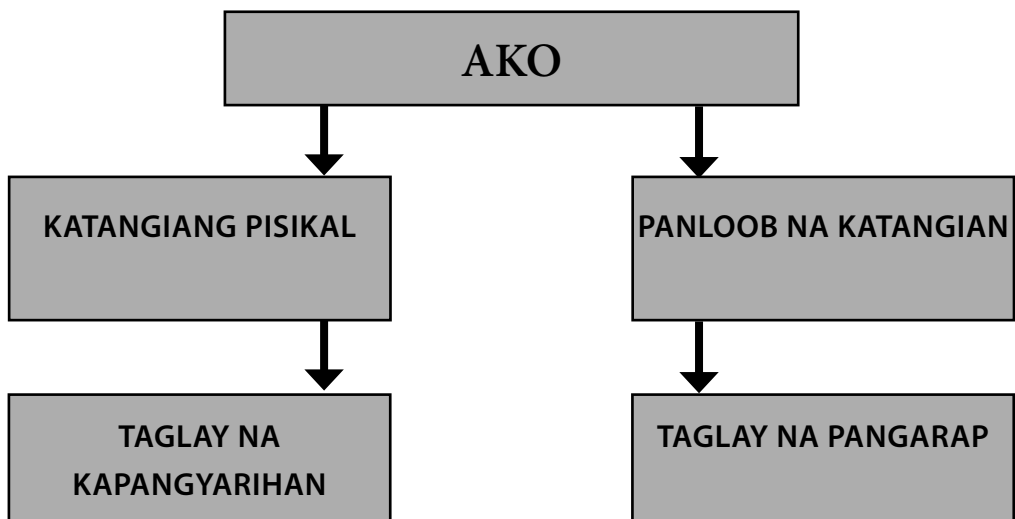 AKO
KATANGIANG PISIKAL
PANLOOB NA KATANGIAN
TAGLAY NA
KAPANGYARIHAN
TAGLAY NA PANGARAP